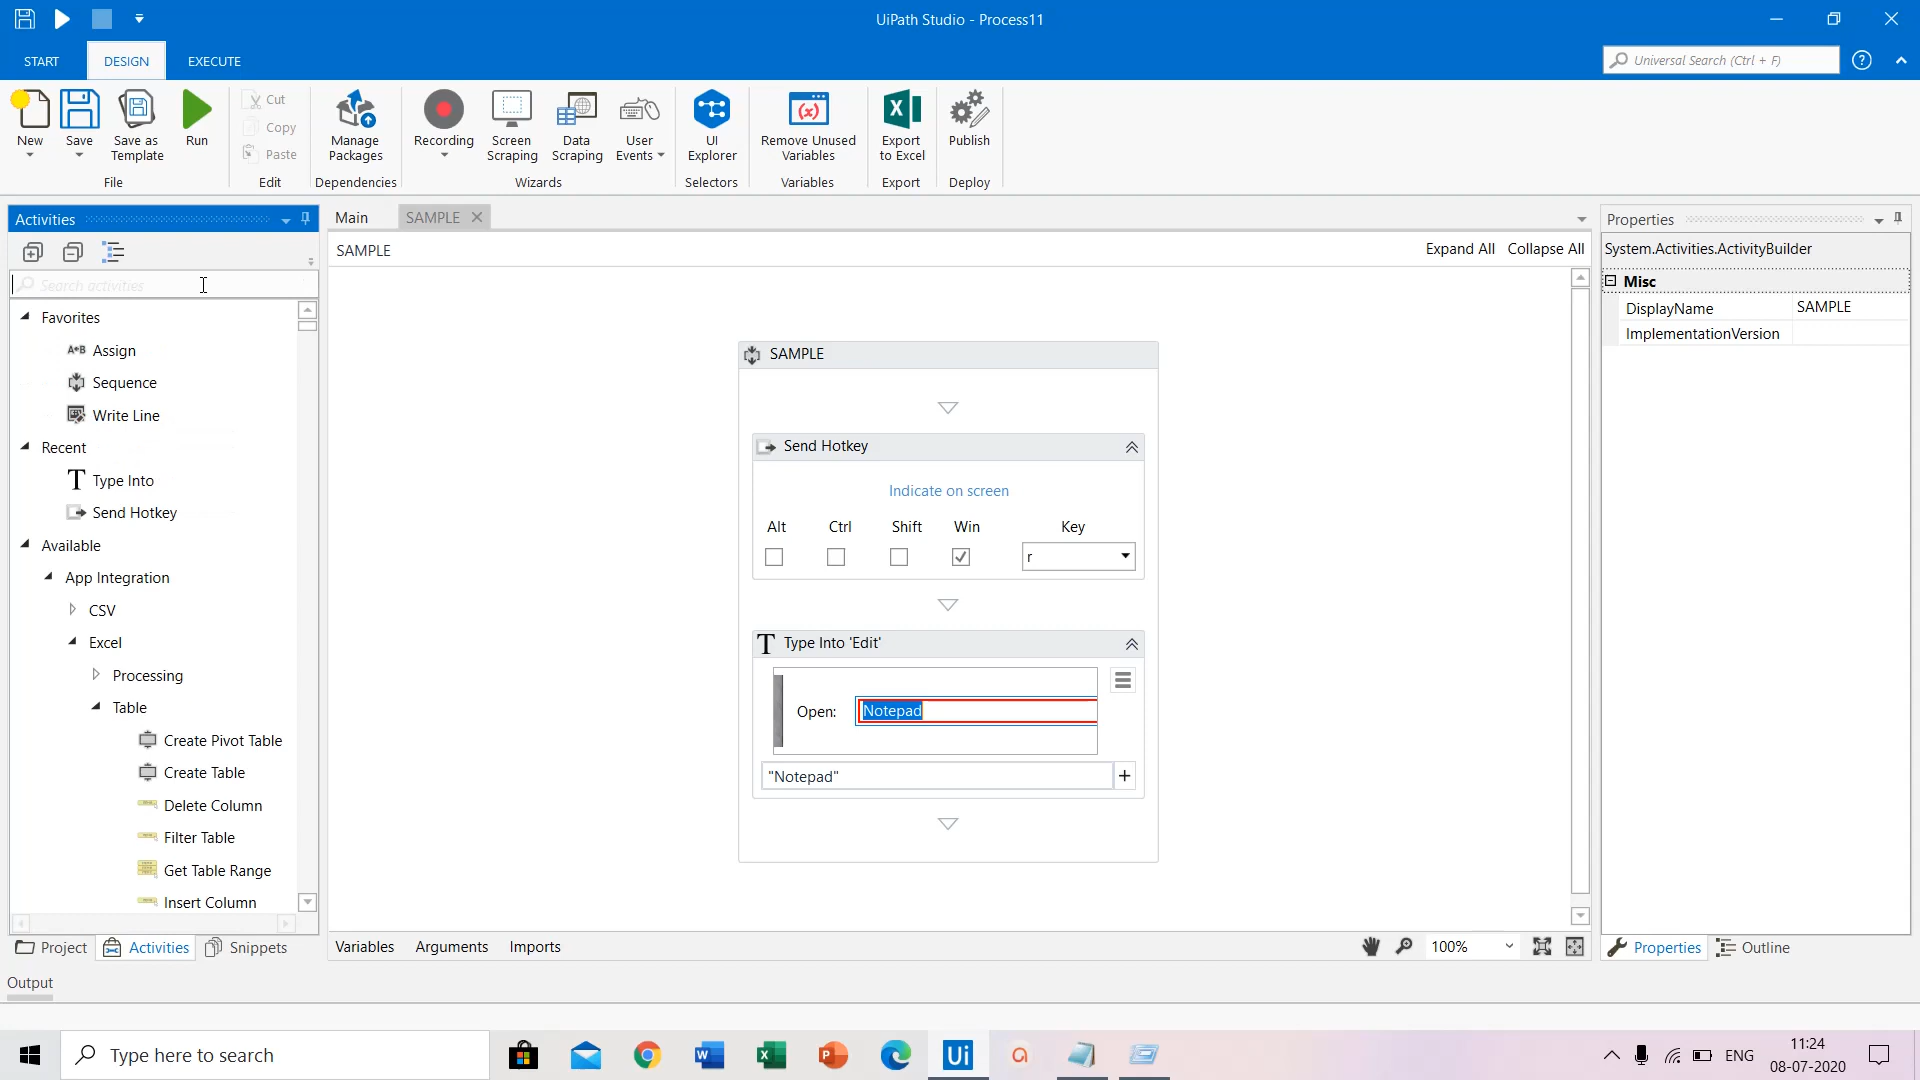 UiPath Studio - Process11
START
DESIGN
EXECUTE
Universal Search (Ctrl + F)
New
Save
Save as
Template
Run
Cut
Copy
Paste
Manage
Packages
Recording
Screen
Scraping
Data
Scraping
User
Events
UI
Explorer
Remove Unused
Variables
Export
to Excel
Publish
File
Edit
Dependencies
Wizards
Selectors
Variables
Export
Deploy
Activities
Search activities
Favorites
Assign
Sequence
Write Line
Recent
Type Into
Send Hotkey
Available
App Integration
CSV
Excel
Processing
Table
Create Pivot Table
Create Table
Delete Column
Filter Table
Get Table Range
Insert Column
Project
Activities
Snippets
Output
Main
SAMPLE
SAMPLE
Expand All
Collapse All
SAMPLE
Send Hotkey
Indicate on screen
Alt
Ctrl
Shift
Win
Key
r
Type Into 'Edit'
Open:
Notepad
"Notepad"
Variables
Arguments
Imports
100%
Properties
System.Activities.ActivityBuilder
Misc
DisplayName
SAMPLE
ImplementationVersion
Properties
Outline
Type here to search
Ui
ENG
11:24
08-07-2020